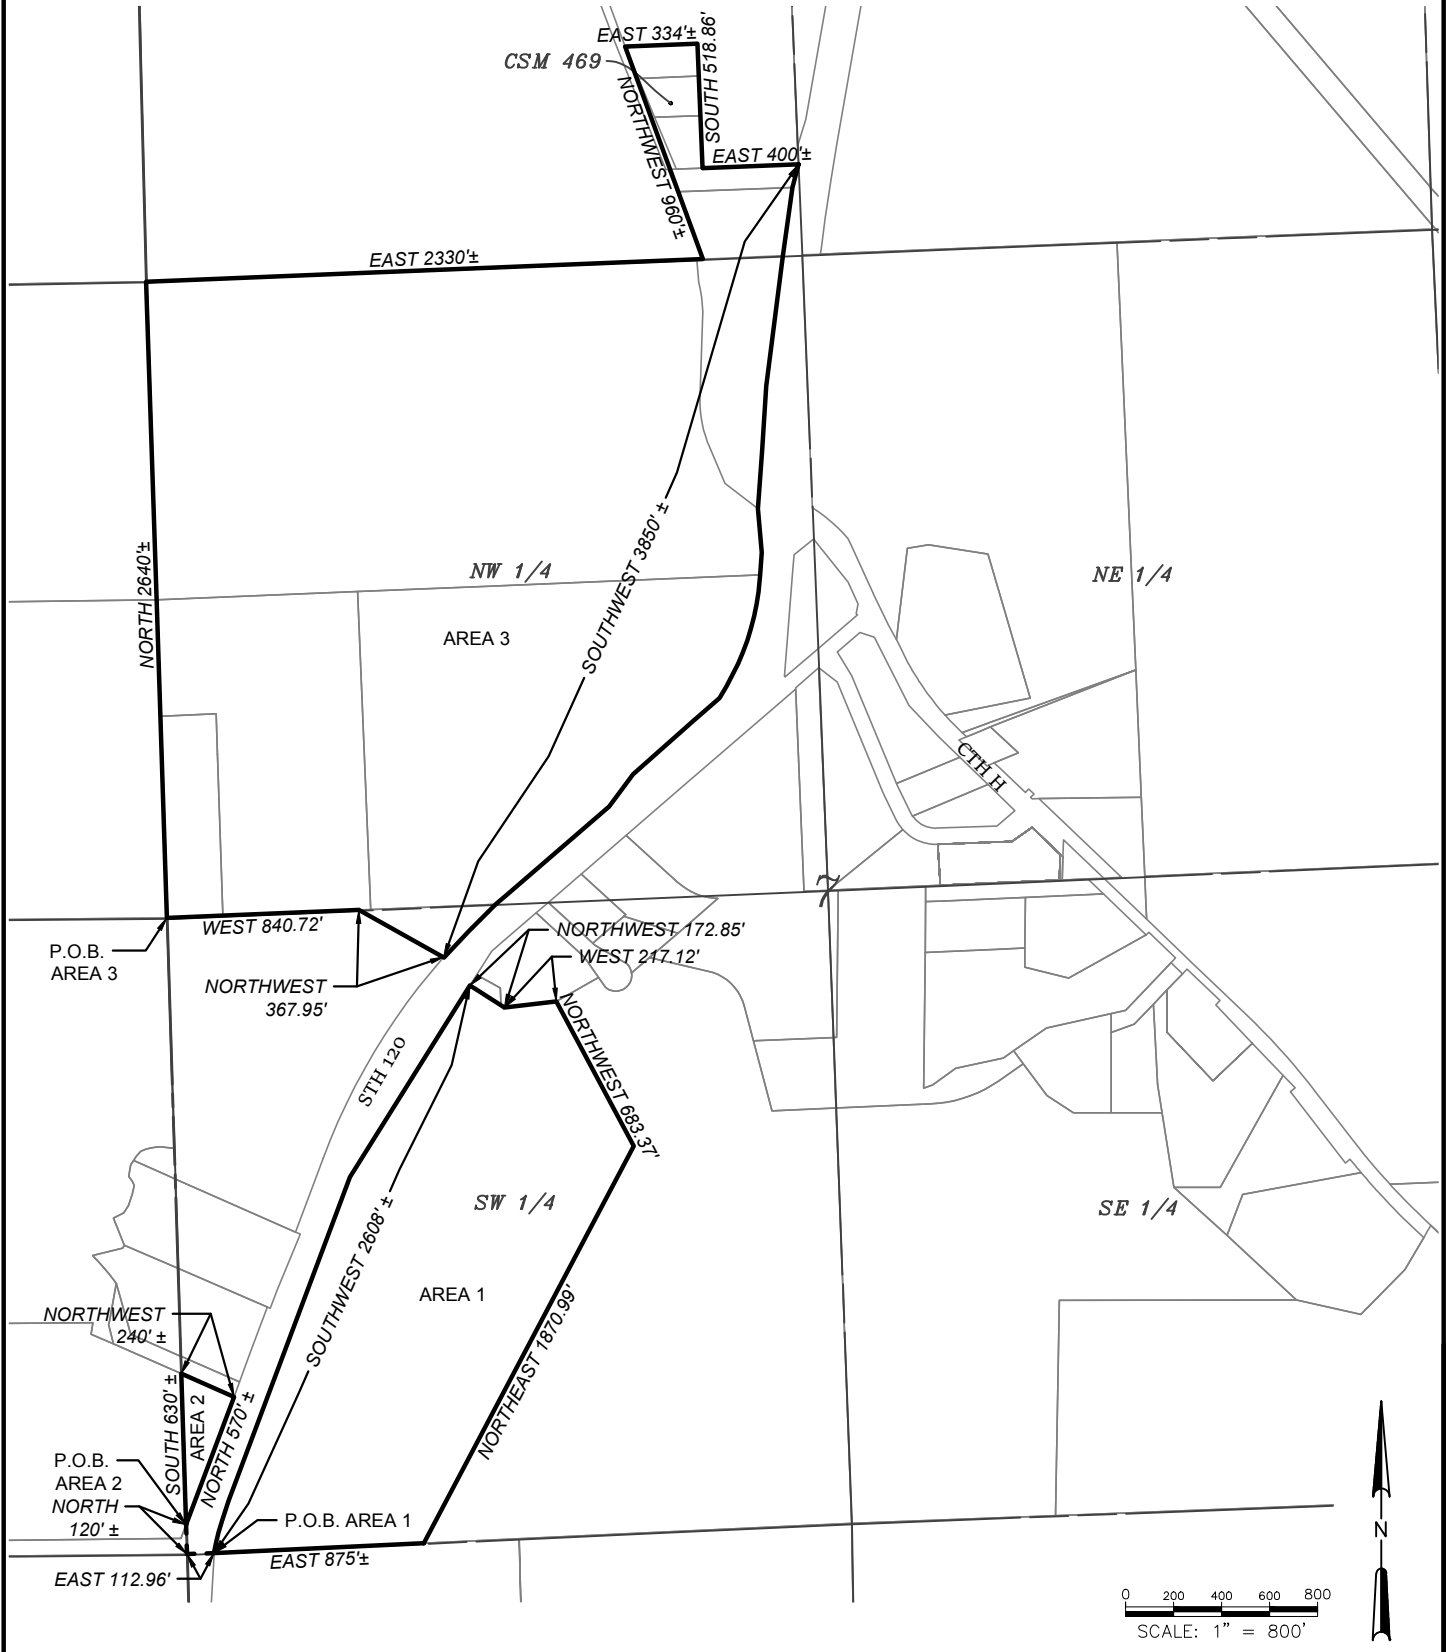 EAST 334'±
SOUTH 518.86'
CSM 469
NORTHWEST 960'±
EAST 400'±
EAST 2330'±
NORTH 2640'±
SOUTHWEST 3850' ±
NW 1/4
NE 1/4
AREA 3
CTH H
7
WEST 840.72'
P.O.B.
AREA 3
NORTHWEST 172.85'
WEST 217.12'
NORTHWEST
367.95'
NORTHWEST 683.37'
STH 120
SW 1/4
SE 1/4
SOUTHWEST 2608' ±
AREA 1
NORTHEAST 1870.99'
NORTHWEST
240' ±
SOUTH 630' ±
AREA 2
NORTH 570' ±
P.O.B.
AREA 2
NORTH
120' ±
P.O.B. AREA 1
EAST 875'±
EAST 112.96'
N
0 200 400 600 800
SCALE: 1" = 800'